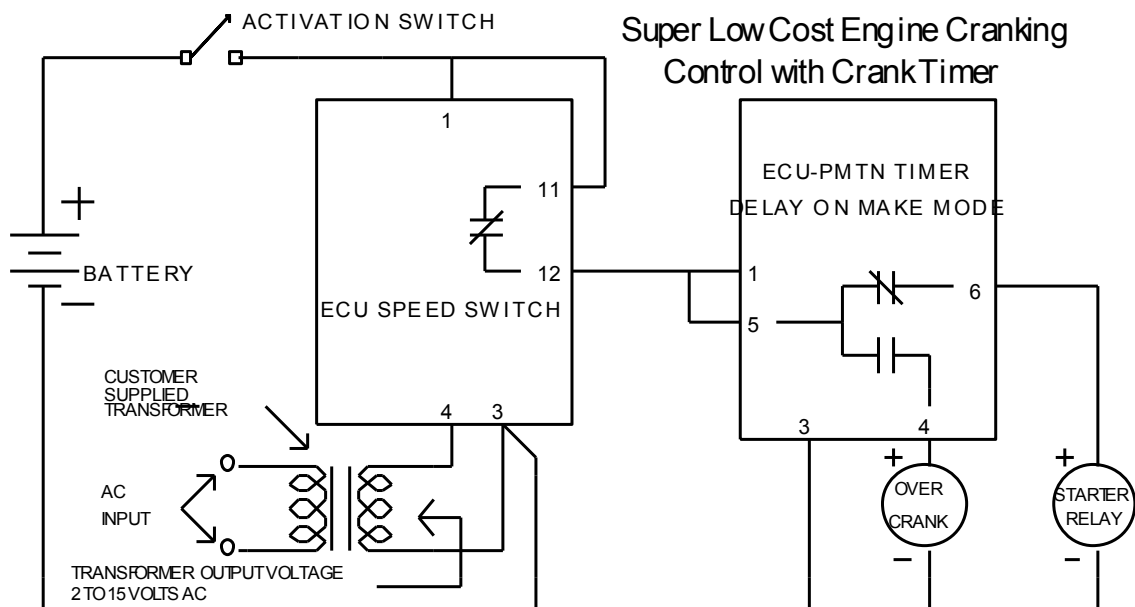 ACTIVATION SWITCH
Super Low Cost Engine Cranking
Control with Crank Timer
1
ECU-PMTN TIMER
DELAY ON MAKE MODE
11
+
12
1
BATTERY
6
5
ECU SPEED SWITCH
CUSTOMER
SUPPLIED
TRANSFORMER
4 3
3 4
+ +
AC
INPUT
OVER
CRANK
STARTER
RELAY
TRANSFORMER OUTPUT VOLTAGE
2 TO 15 VOLTS AC